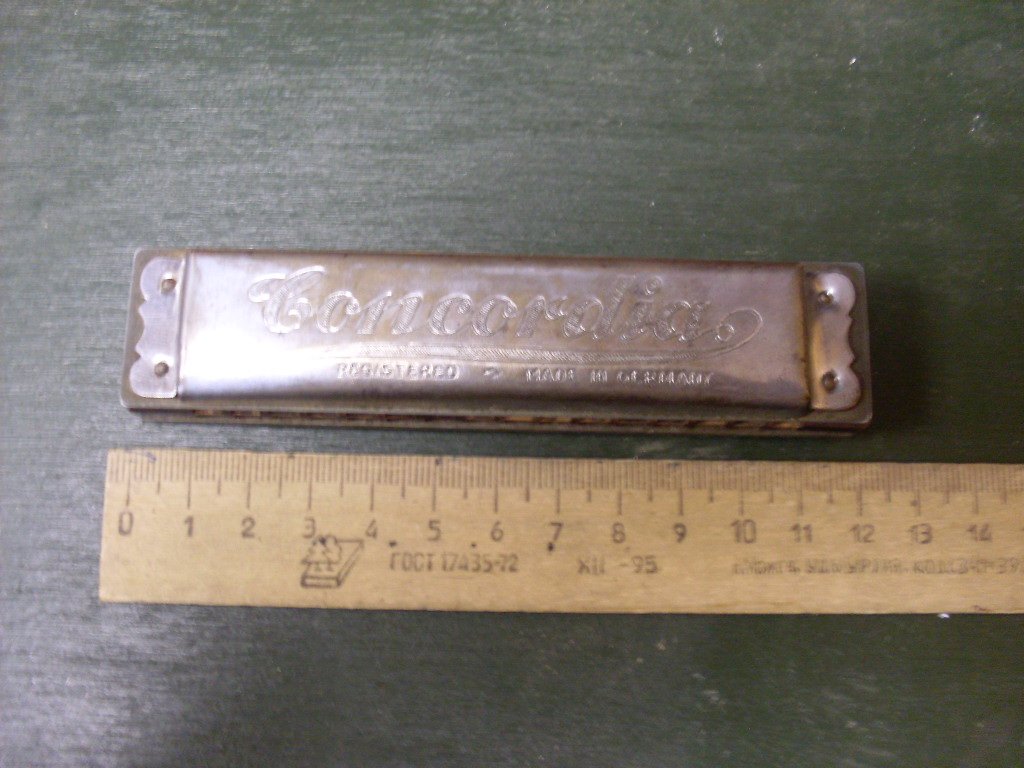 Concordia
REGISTERED MADE IN GERMANY
0 1 2 3 4 5 6 7 8 9 10 11 12 13 14
ГОСТ 17435-72 ХЦ -95